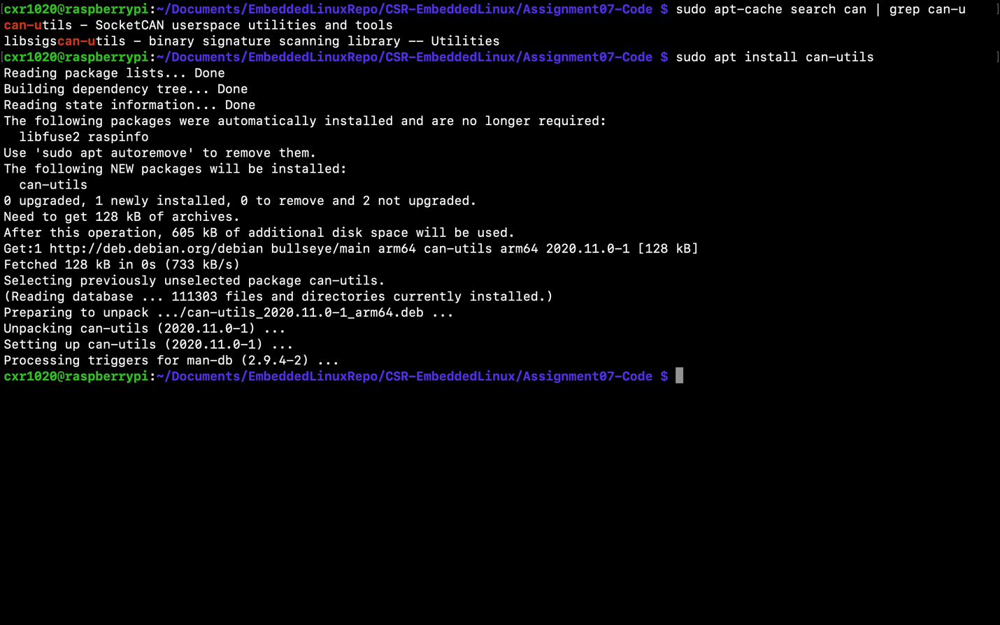 [cxr1020@raspberrypi:~/Documents/EmbeddedLinuxRepo/CSR-EmbeddedLinux/Assignment07-Code $ sudo apt-cache search can | grep can-u ]
can-utils - SocketCAN userspace utilities and tools
libsigscan-utils - binary signature scanning library -- Utilities
[cxr1020@raspberrypi:~/Documents/EmbeddedLinuxRepo/CSR-EmbeddedLinux/Assignment07-Code $ sudo apt install can-utils ]
Reading package lists... Done
Building dependency tree... Done
Reading state information... Done
The following packages were automatically installed and are no longer required:
  libfuse2 raspinfo
Use 'sudo apt autoremove' to remove them.
The following NEW packages will be installed:
  can-utils
0 upgraded, 1 newly installed, 0 to remove and 2 not upgraded.
Need to get 128 kB of archives.
After this operation, 605 kB of additional disk space will be used.
Get:1 http://deb.debian.org/debian bullseye/main arm64 can-utils arm64 2020.11.0-1 [128 kB]
Fetched 128 kB in 0s (733 kB/s)
Selecting previously unselected package can-utils.
(Reading database ... 111303 files and directories currently installed.)
Preparing to unpack .../can-utils_2020.11.0-1_arm64.deb ...
Unpacking can-utils (2020.11.0-1) ...
Setting up can-utils (2020.11.0-1) ...
Processing triggers for man-db (2.9.4-2) ...
cxr1020@raspberrypi:~/Documents/EmbeddedLinuxRepo/CSR-EmbeddedLinux/Assignment07-Code $